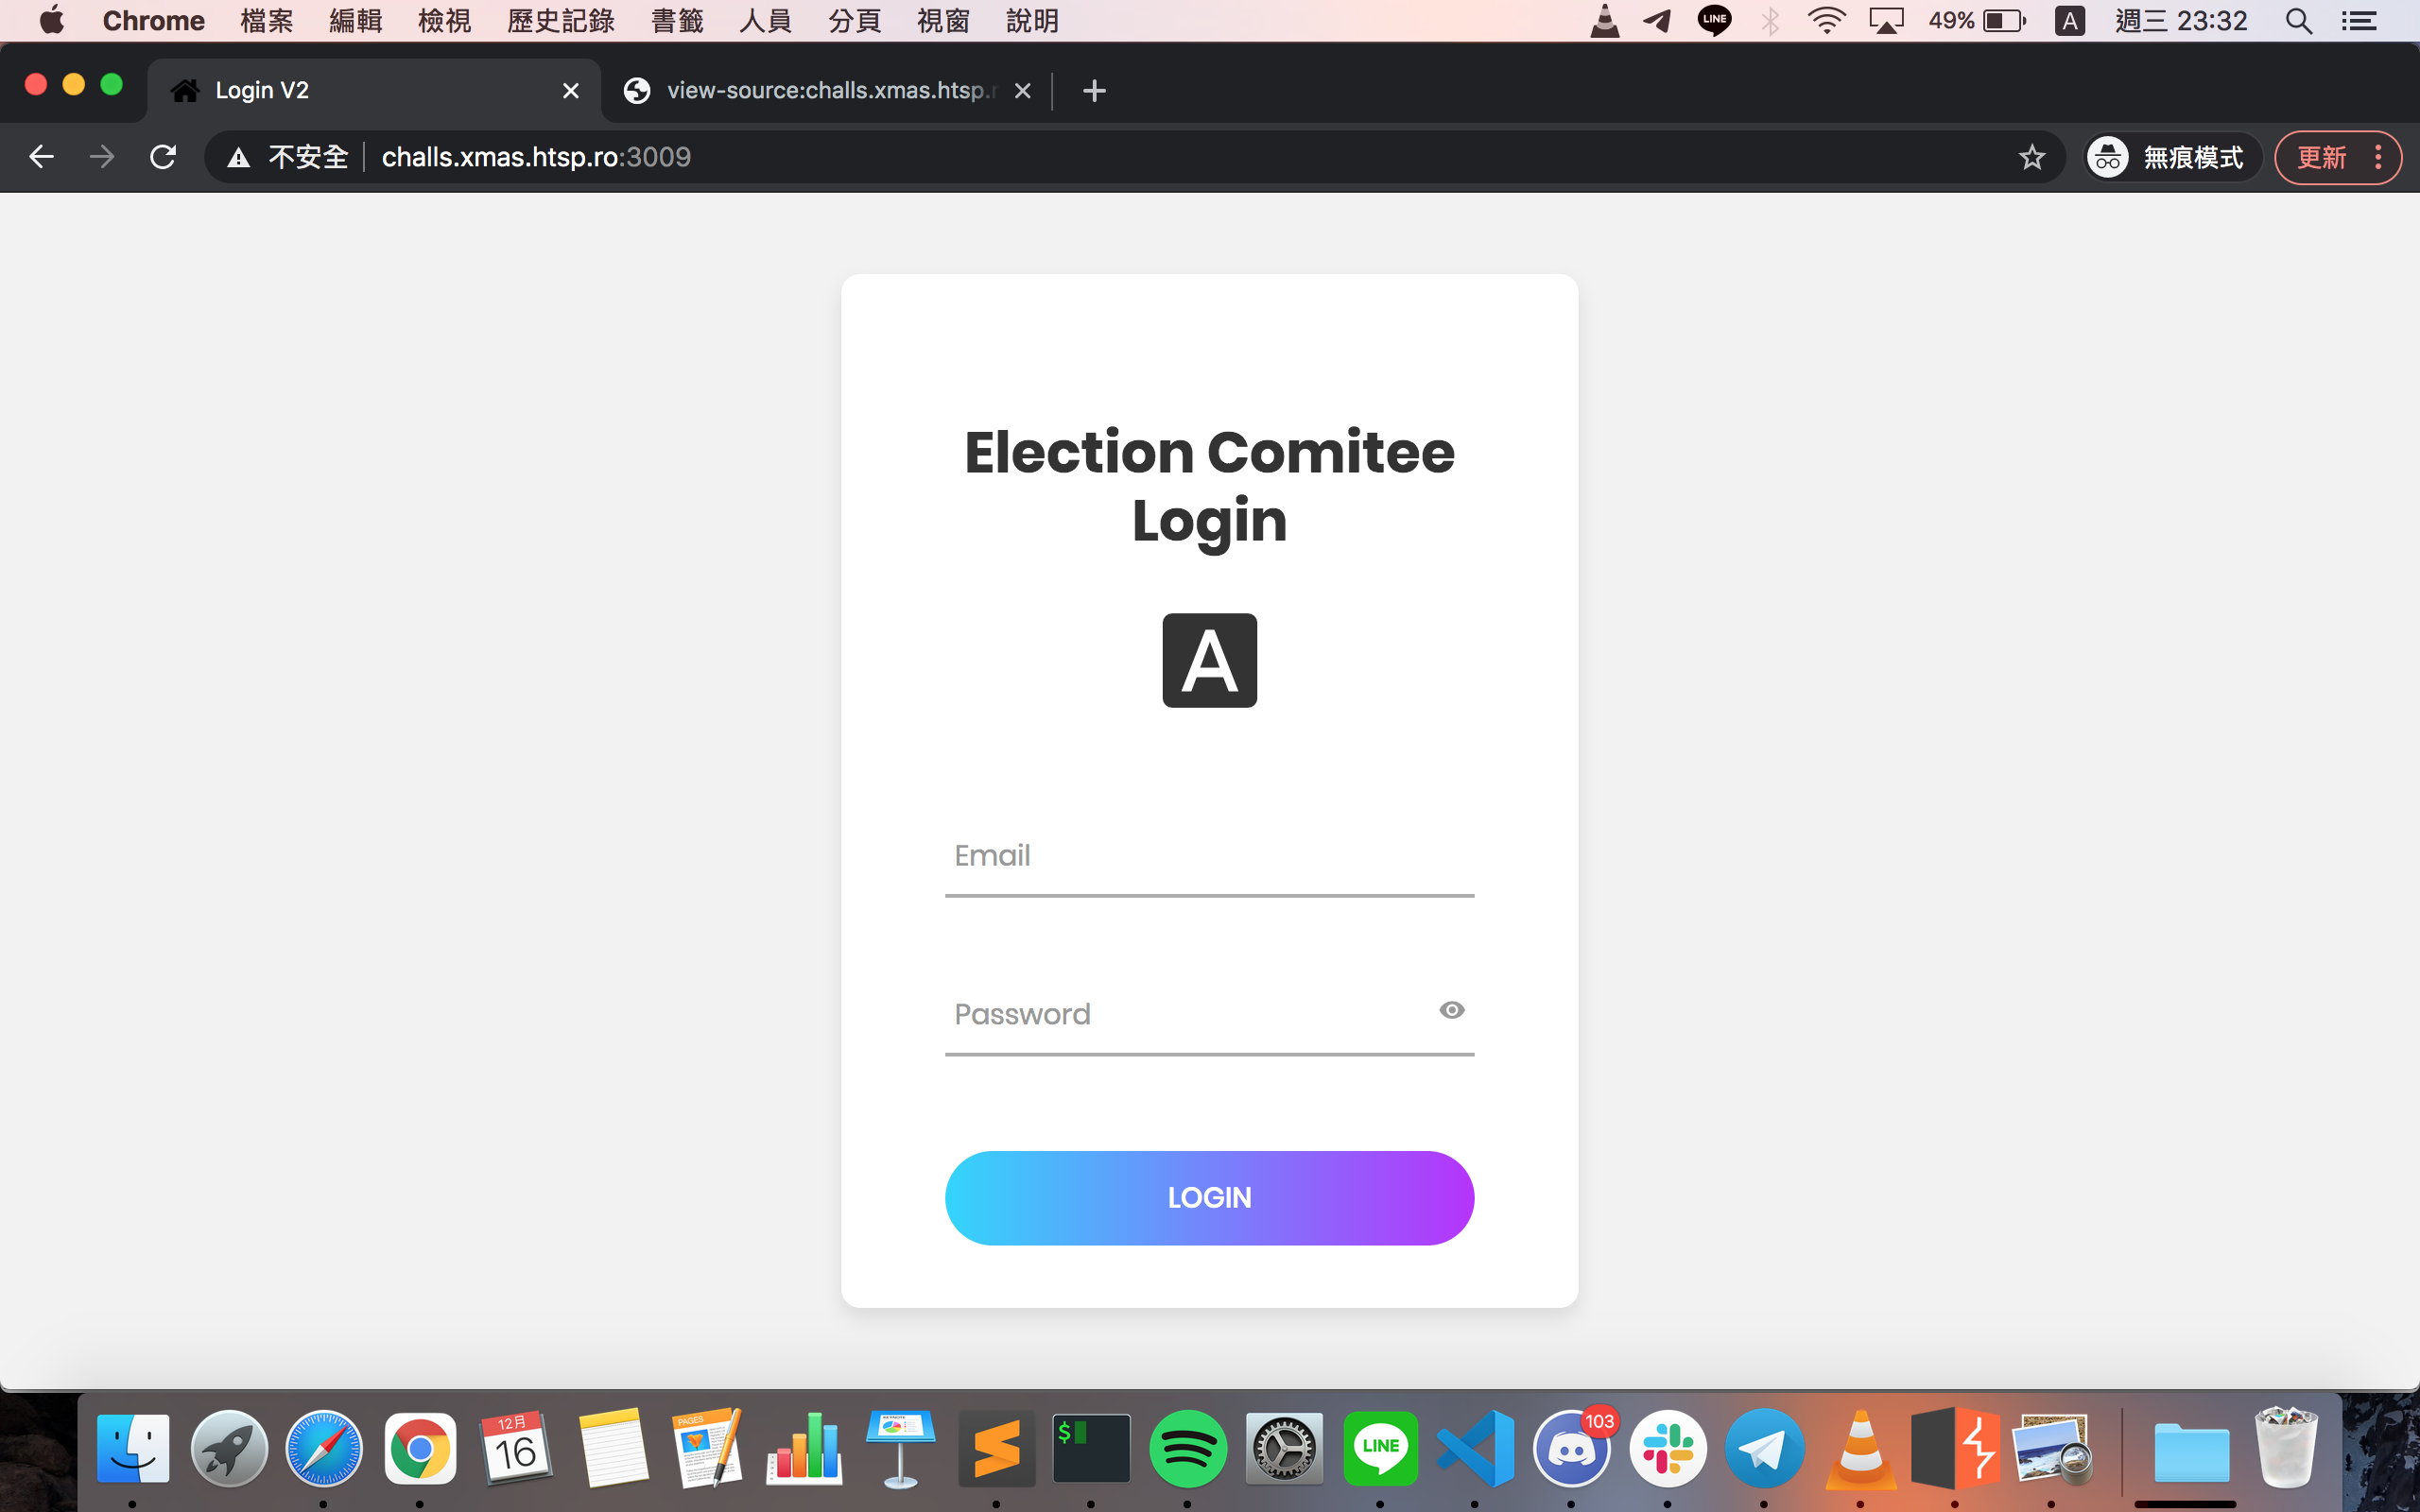 Chrome 檔案 編輯 檢視 歷史記錄 書籤 人員 分頁 視窗 說明 LINE 49% A 週三 23:32
Login V2 view-source:challs.xmas.htsp.r
不安全 challs.xmas.htsp.ro:3009 無痕模式 更新
Election Comitee
Login
A
Email
Password
LOGIN
12月
16
PAGES
KEYNOTE
$
LINE
103